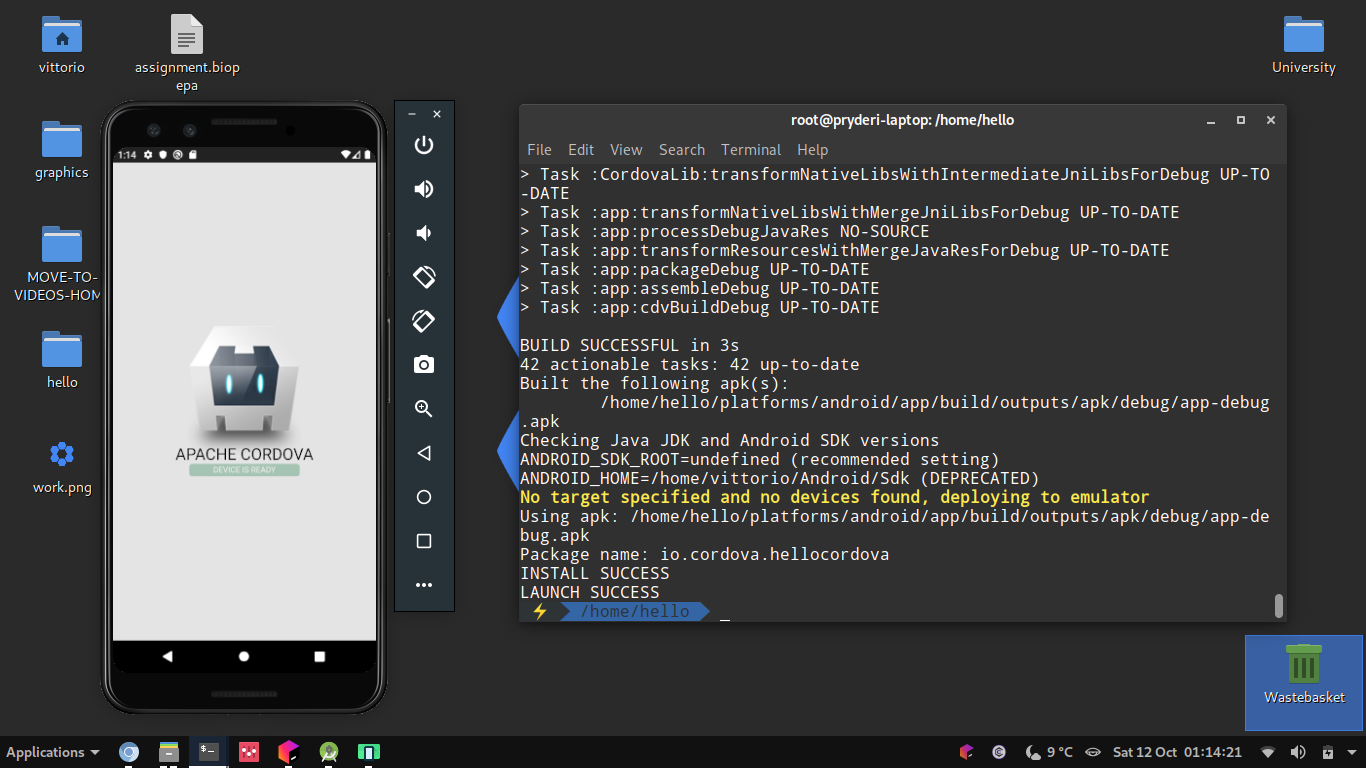 vittorio
assignment.biop
epa
University
graphics
MOVE-TO-
VIDEOS-HOM
hello
work.png
1:14
APACHE CORDOVA
DEVICE IS READY
root@pryderi-laptop: /home/hello
File Edit View Search Terminal Help
> Task :CordovaLib:transformNativeLibsWithIntermediateJniLibsForDebug UP-TO
-DATE
> Task :app:transformNativeLibsWithMergeJniLibsForDebug UP-TO-DATE
> Task :app:processDebugJavaRes NO-SOURCE
> Task :app:transformResourcesWithMergeJavaResForDebug UP-TO-DATE
> Task :app:packageDebug UP-TO-DATE
> Task :app:assembleDebug UP-TO-DATE
> Task :app:cdvBuildDebug UP-TO-DATE
BUILD SUCCESSFUL in 3s
42 actionable tasks: 42 up-to-date
Built the following apk(s):
/home/hello/platforms/android/app/build/outputs/apk/debug/app-debug
.apk
Checking Java JDK and Android SDK versions
ANDROID_SDK_ROOT=undefined (recommended setting)
ANDROID_HOME=/home/vittorio/Android/Sdk (DEPRECATED)
No target specified and no devices found, deploying to emulator
Using apk: /home/hello/platforms/android/app/build/outputs/apk/debug/app-de
bug.apk
Package name: io.cordova.hellocordova
INSTALL SUCCESS
LAUNCH SUCCESS
/home/hello
Wastebasket
Applications
9 °C
Sat 12 Oct 01:14:21